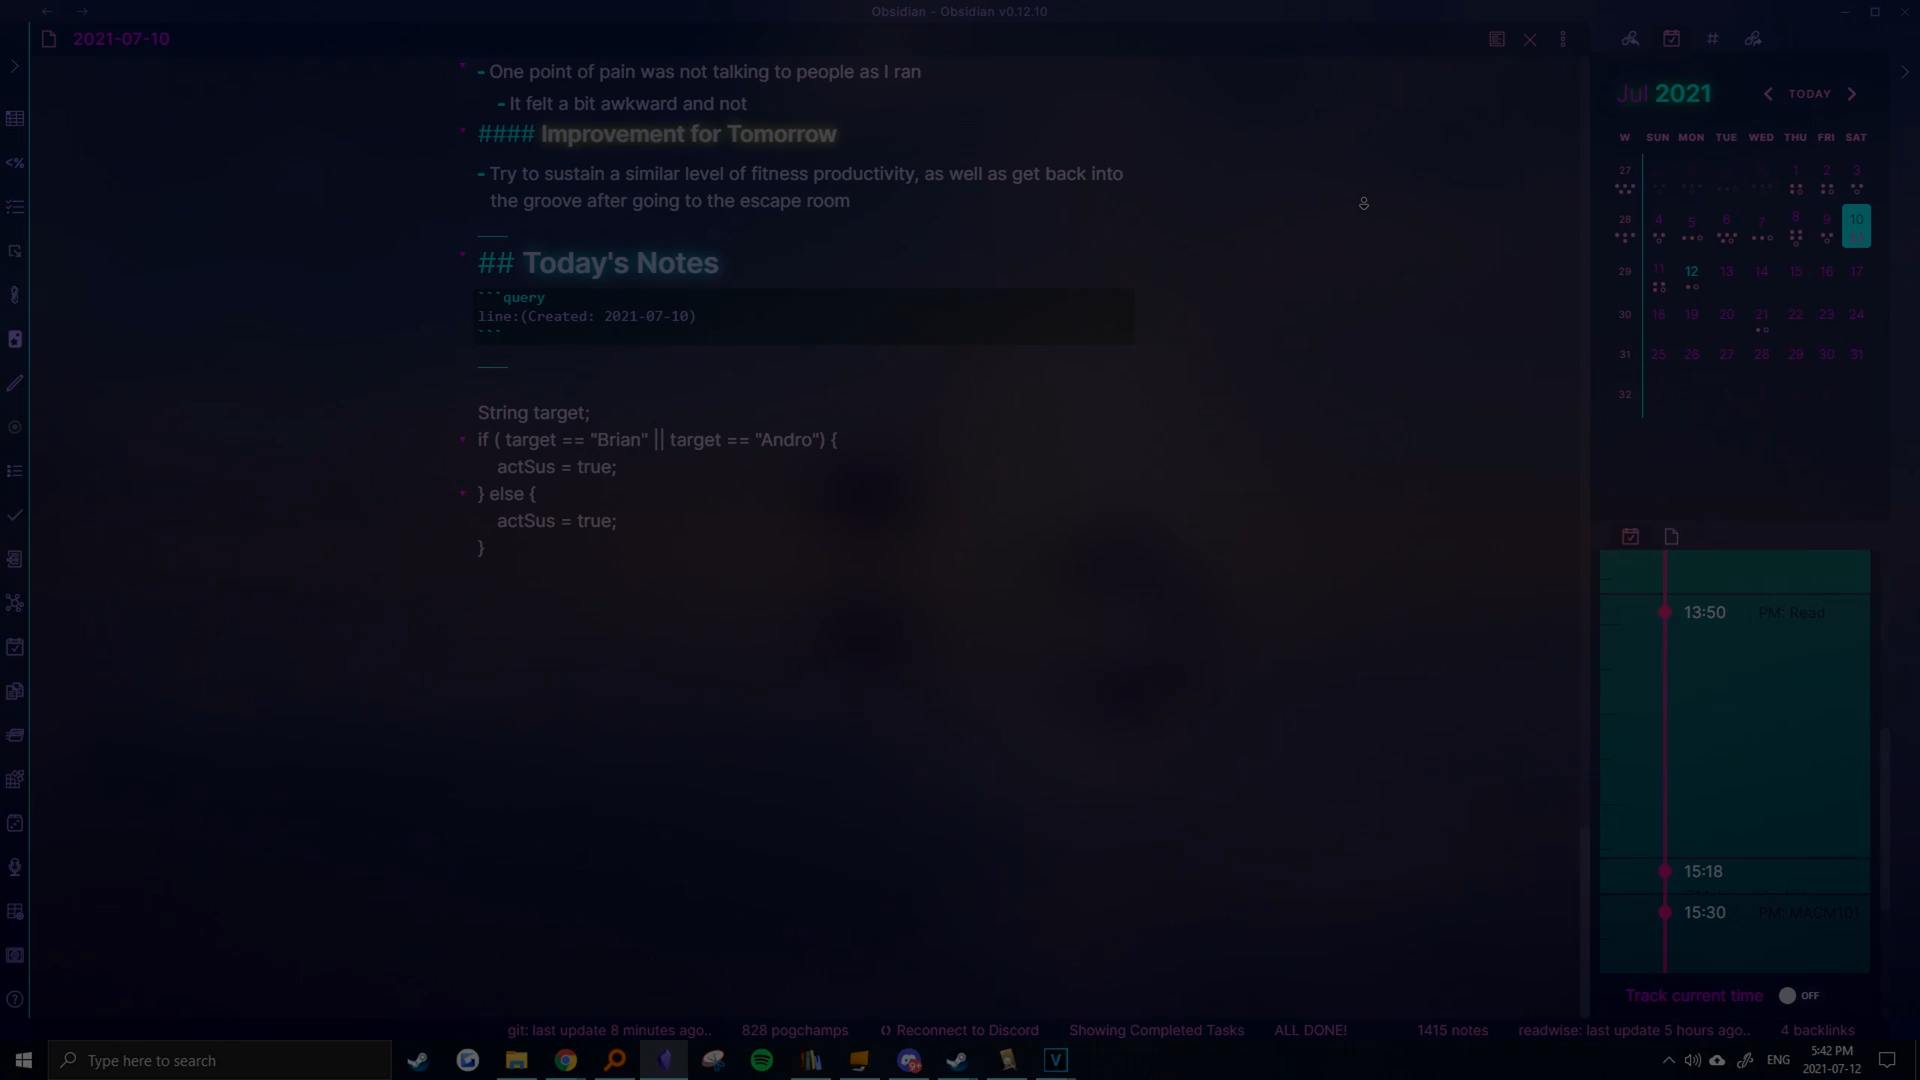 Obsidian - Obsidian v0.12.10
2021-07-10
- One point of pain was not talking to people as I ran
- It felt a bit awkward and not
#### Improvement for Tomorrow
- Try to sustain a similar level of fitness productivity, as well as get back into
the groove after going to the escape room
## Today's Notes
```query
line:(Created: 2021-07-10)
```
String target;
if ( target == "Brian" || target == "Andro") {
actSus = true;
} else {
actSus = true;
}
Jul 2021
TODAY
W SUN MON TUE WED THU FRI SAT
27 1 2 3
28 4 5 6 7 8 9 10
29 11 12 13 14 15 16 17
30 18 19 20 21 22 23 24
31 25 26 27 28 29 30 31
32
13:50 PM: Read
15:18
15:30 PM: MACM101
Track current time OFF
git: last update 8 minutes ago.. 828 pogchamps Reconnect to Discord Showing Completed Tasks ALL DONE! 1415 notes readwise: last update 5 hours ago.. 4 backlinks
Type here to search
ENG
5:42 PM
2021-07-12